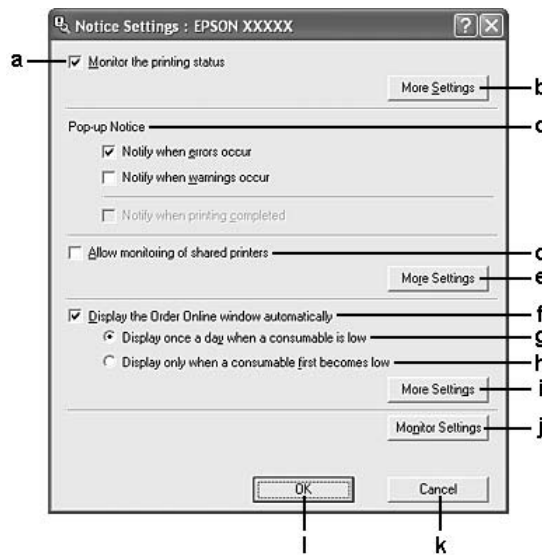 Notice Settings : EPSON XXXXX
a
Monitor the printing status
More Settings
b
Pop-up Notice
Notify when errors occur
Notify when warnings occur
Notify when printing completed
Allow monitoring of shared printers
More Settings
e
Display the Order Online window automatically
f
Display once a day when a consumable is low
g
Display only when a consumable first becomes low
h
More Settings
i
Monitor Settings
j
OK
Cancel
l
k